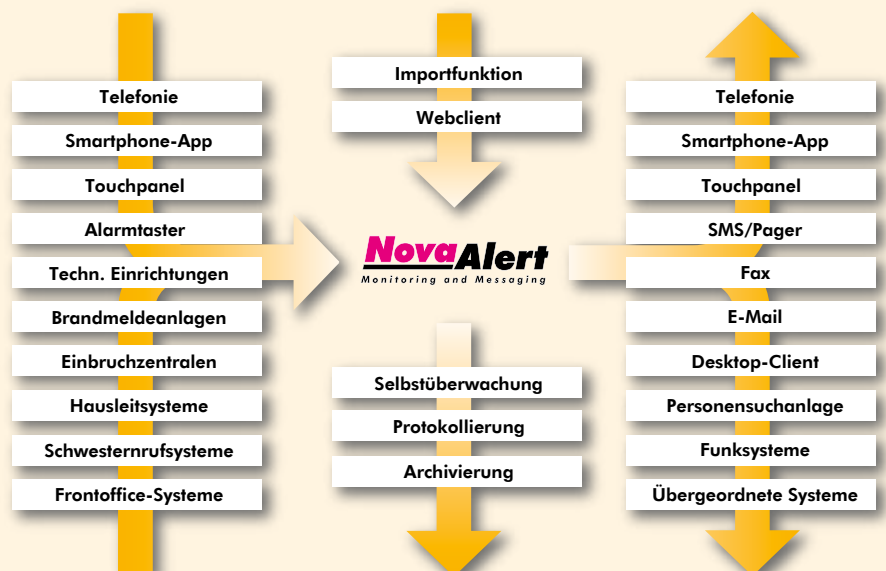 Telefonie
Smartphone-App
Touchpanel
Alarmtaster
Techn. Einrichtungen
Brandmeldeanlagen
Einbruchzentralen
Hausleitsysteme
Schwesternrufsysteme
Frontoffice-Systeme
Importfunktion
Webclient
NovaAlert
Monitoring and Messaging
Selbstüberwachung
Protokollierung
Archivierung
Telefonie
Smartphone-App
Touchpanel
SMS/Pager
Fax
E-Mail
Desktop-Client
Personensuchanlage
Funksysteme
Übergeordnete Systeme